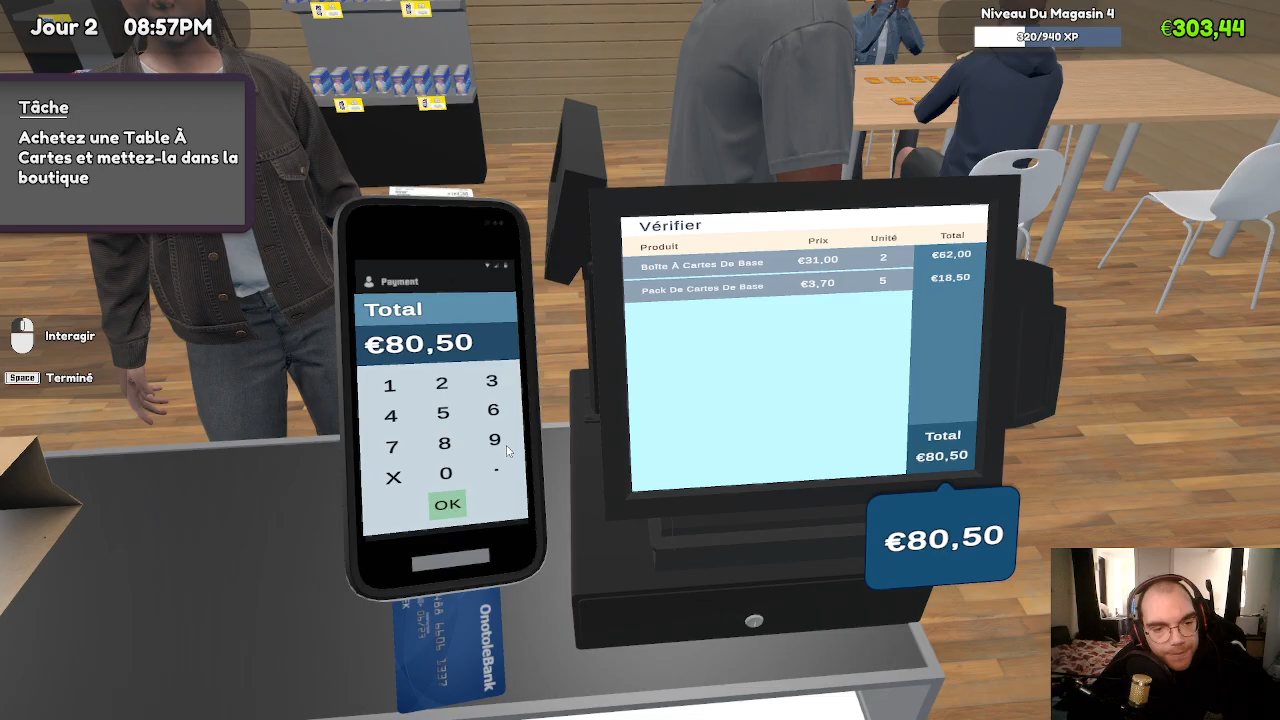 Jour 2 08:57PM
Niveau Du Magasin 4
320/940 XP
€303,44
Tâche
Achetez une Table À
Cartes et mettez-la dans la
boutique
Interagir
Space Terminé
Payment
Total
€80,50
1 2 3
4 5 6
7 8 9
X 0 .
OK
Vérifier
Produit Prix Unité Total
Boîte À Cartes De Base €31,00 2 €62,00
Pack De Cartes De Base €3,70 5 €18,50
Total
€80,50
€80,50
OnotoleBank